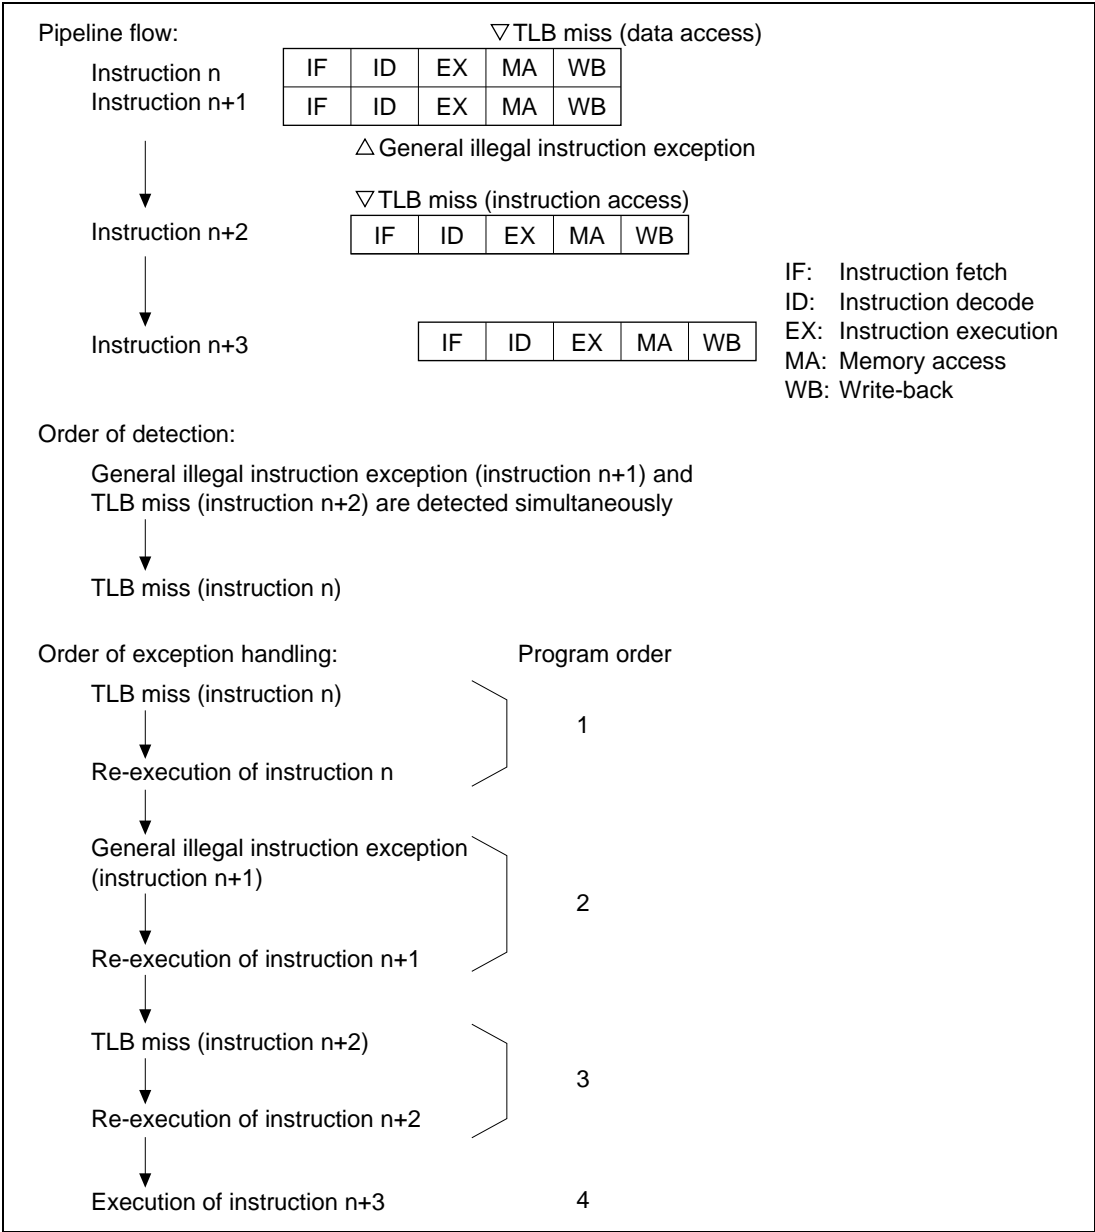 Pipeline flow:
▽TLB miss (data access)
Instruction n
IF ID EX MA WB
Instruction n+1
IF ID EX MA WB
△General illegal instruction exception
▽TLB miss (instruction access)
Instruction n+2
IF ID EX MA WB
IF: Instruction fetch
ID: Instruction decode
Instruction n+3
IF ID EX MA WB
EX: Instruction execution
MA: Memory access
WB: Write-back
Order of detection:
General illegal instruction exception (instruction n+1) and
TLB miss (instruction n+2) are detected simultaneously
TLB miss (instruction n)
Order of exception handling:
Program order
TLB miss (instruction n)
1
Re-execution of instruction n
General illegal instruction exception
(instruction n+1)
2
Re-execution of instruction n+1
TLB miss (instruction n+2)
3
Re-execution of instruction n+2
Execution of instruction n+3
4